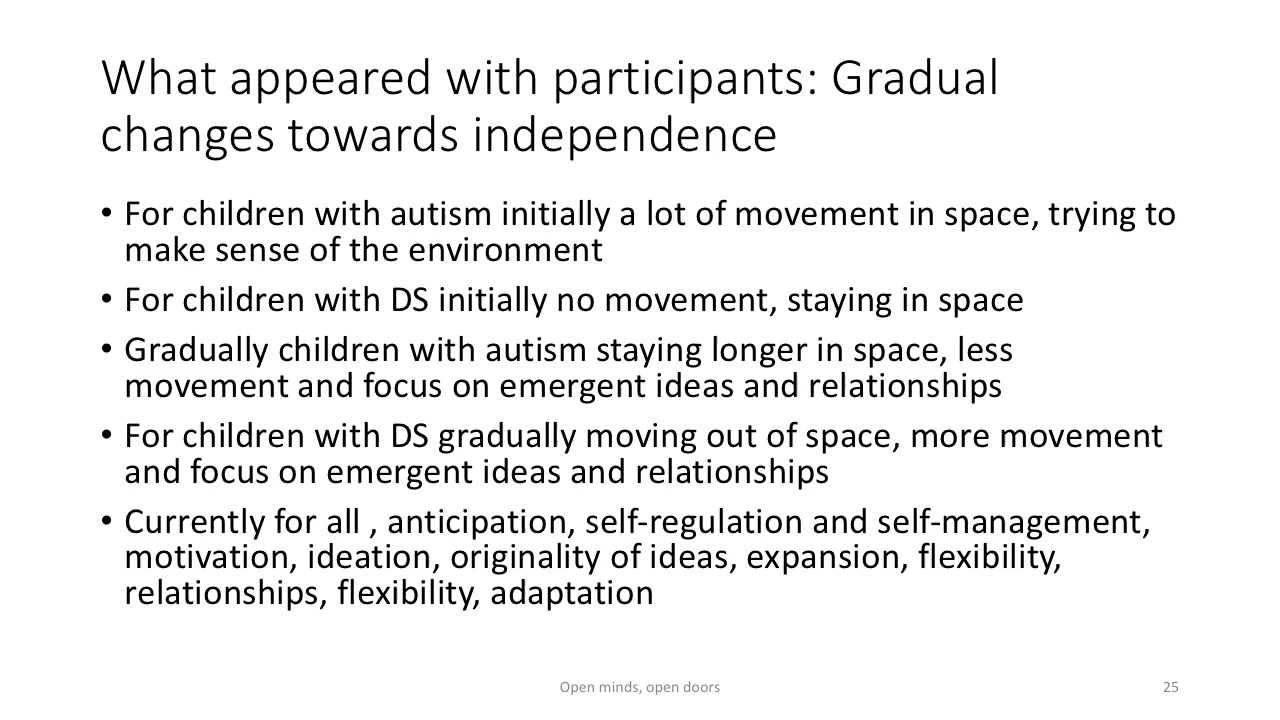 What appeared with participants: Gradual
changes towards independence
• For children with autism initially a lot of movement in space, trying to
make sense of the environment
• For children with DS initially no movement, staying in space
• Gradually children with autism staying longer in space, less
movement and focus on emergent ideas and relationships
• For children with DS gradually moving out of space, more movement
and focus on emergent ideas and relationships
• Currently for all , anticipation, self-regulation and self-management,
motivation, ideation, originality of ideas, expansion, flexibility,
relationships, flexibility, adaptation
Open minds, open doors
25